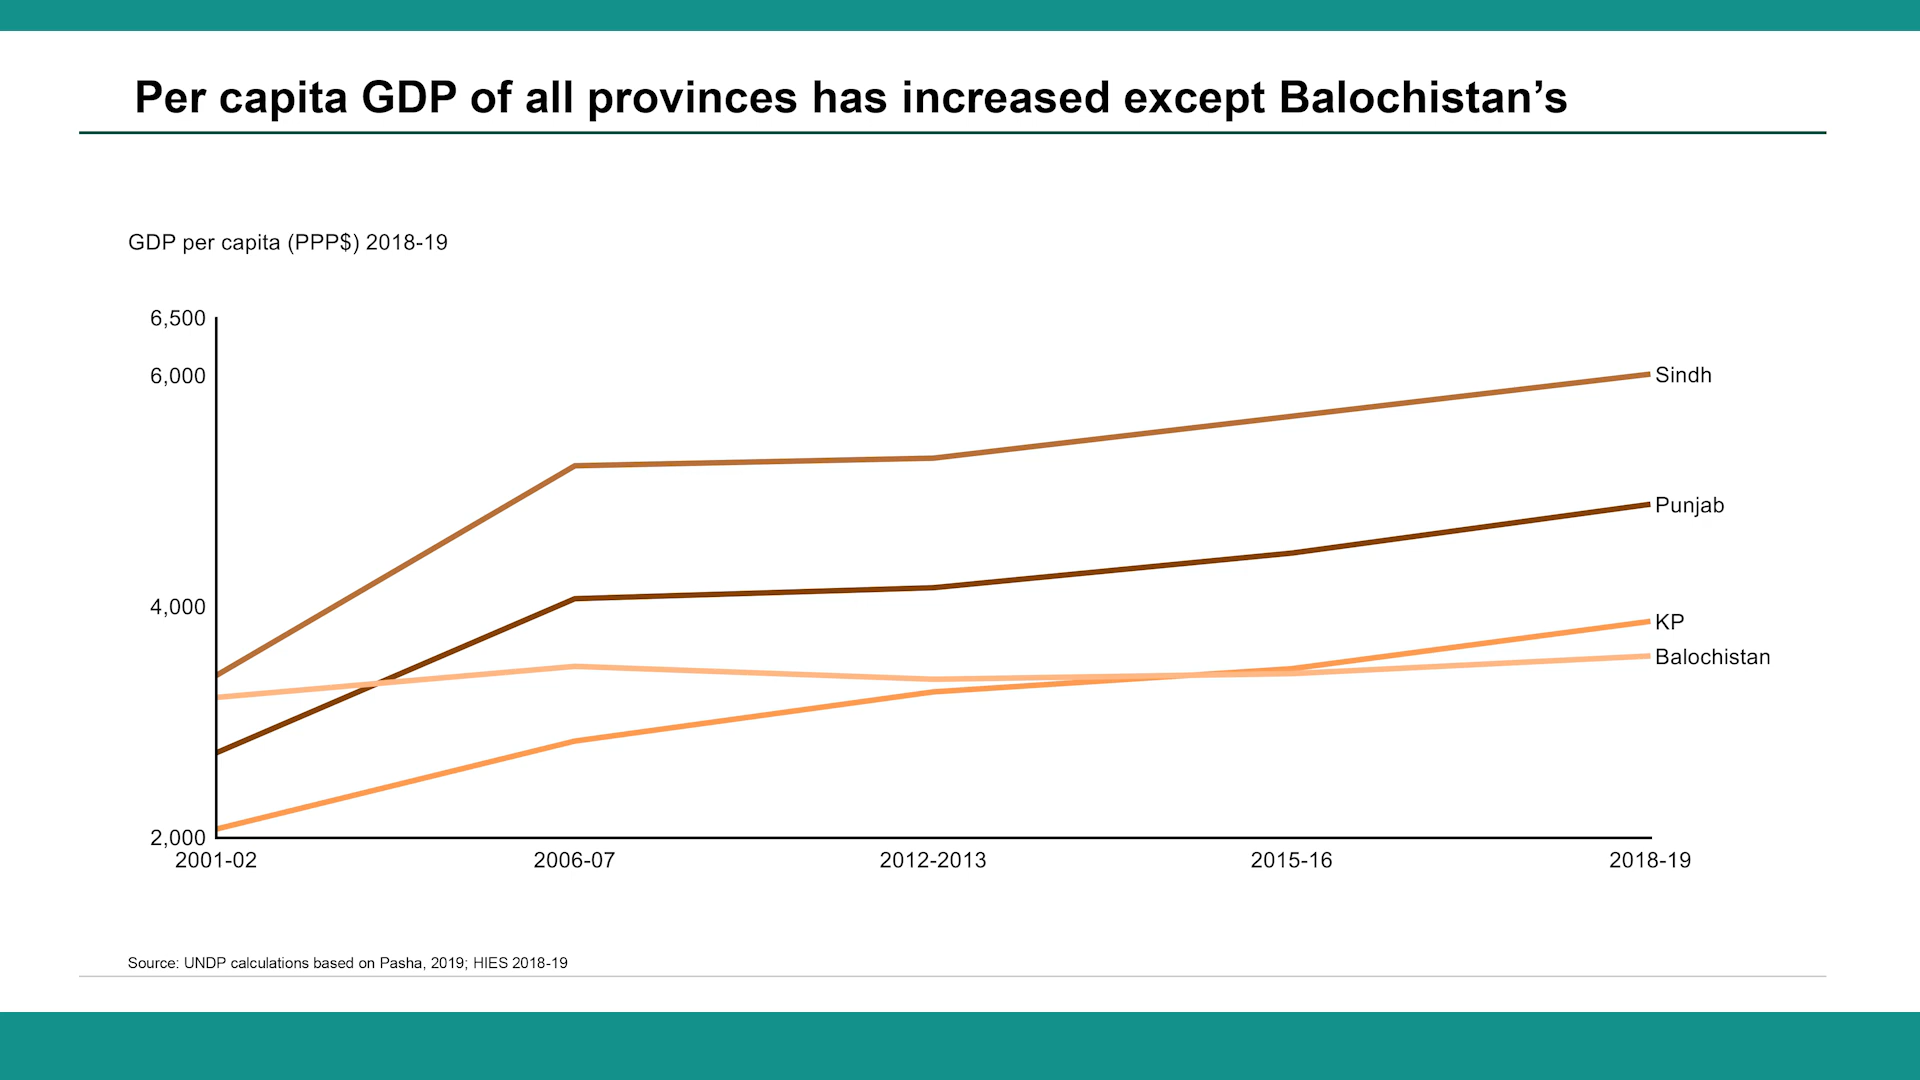 Per capita GDP of all provinces has increased except Balochistan’s
GDP per capita (PPP$) 2018-19
6,500
6,000
Sindh
Punjab
4,000
KP
Balochistan
2,000
2001-02 2006-07 2012-2013 2015-16 2018-19
Source: UNDP calculations based on Pasha, 2019; HIES 2018-19